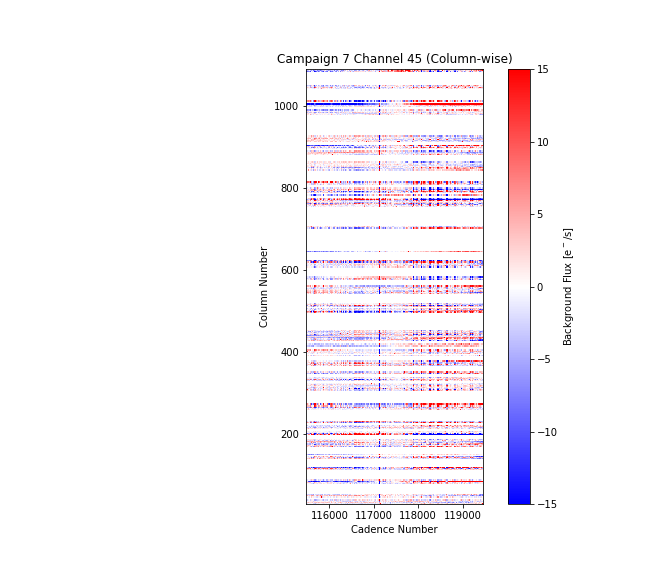 Campaign 7 Channel 45 (Column-wise)
Column Number
1000
800
600
400
200
116000 117000 118000 119000
Cadence Number
15
10
5
0
−5
−10
−15
Background Flux [e⁻/s]